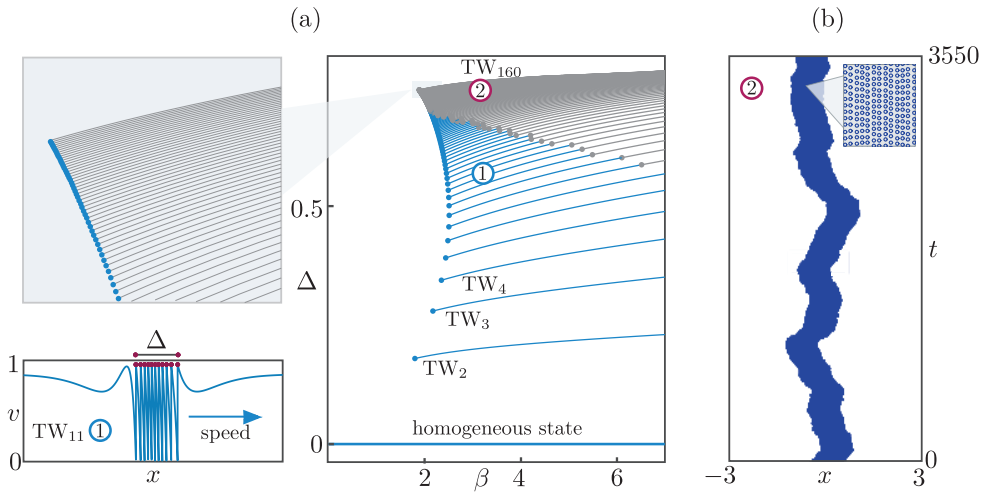 (a)
(b)
TW160
2
1
0.5
Δ
TW4
TW3
TW2
homogeneous state
0
2
β
4
6
Δ
1
v
TW11
1
speed
0
x
3550
2
t
0
−3
x
3